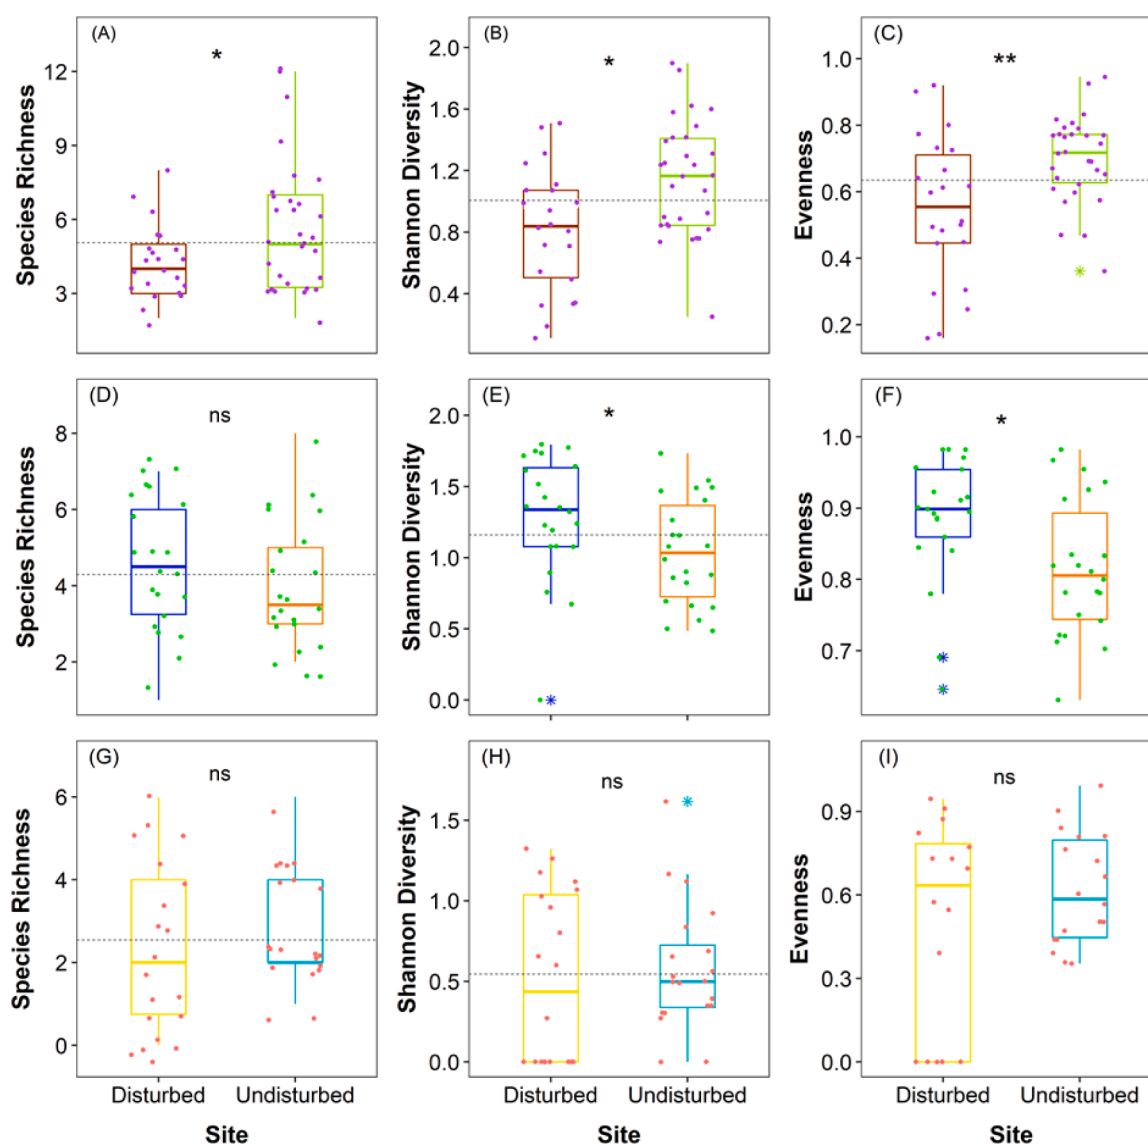 (A)
*
Species Richness
12
9
6
3
(B)
*
Shannon Diversity
2.0
1.6
1.2
0.8
0.4
(C)
**
Evenness
1.0
0.8
0.6
0.4
0.2
(D)
ns
Species Richness
8
6
4
2
(E)
*
Shannon Diversity
2.0
1.5
1.0
0.5
0.0
(F)
*
Evenness
1.0
0.9
0.8
0.7
(G)
ns
Species Richness
6
4
2
0
(H)
ns
Shannon Diversity
1.5
1.0
0.5
0.0
(I)
ns
Evenness
0.9
0.6
0.3
0.0
Disturbed Undisturbed
Site
Disturbed Undisturbed
Site
Disturbed Undisturbed
Site